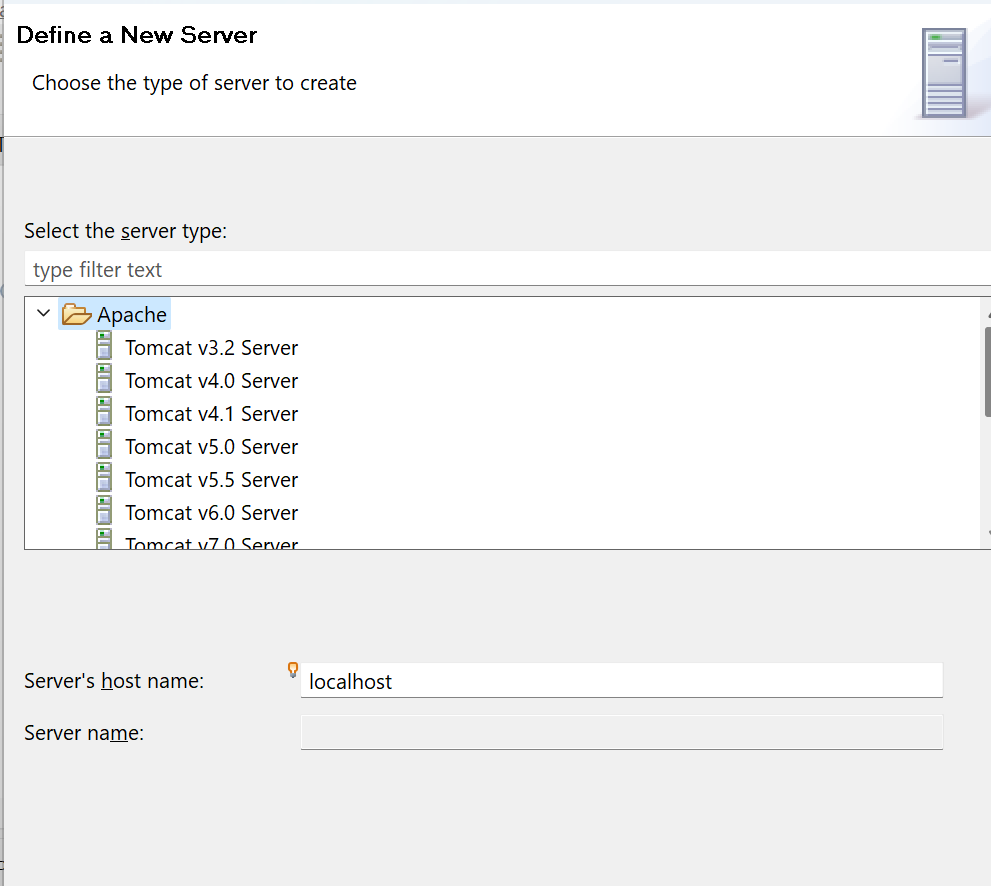 Define a New Server
Choose the type of server to create
Select the server type:
type filter text
Apache
Tomcat v3.2 Server
Tomcat v4.0 Server
Tomcat v4.1 Server
Tomcat v5.0 Server
Tomcat v5.5 Server
Tomcat v6.0 Server
Tomcat v7.0 Server
Server's host name:
localhost
Server name: